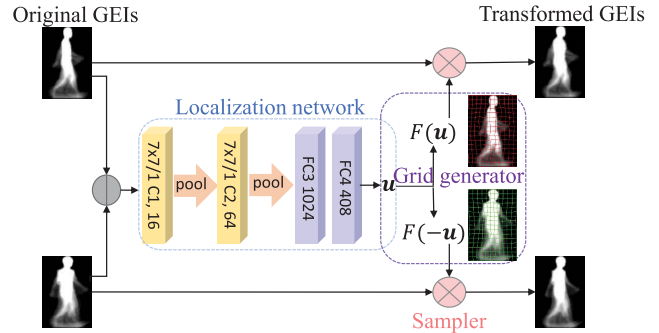 Original GEIs
Transformed GEIs
Localization network
7x7/1 C1, 16
pool
7x7/1 C2, 64
pool
FC3 1024
FC4 408
u
F(u)
Grid generator
F(-u)
Sampler